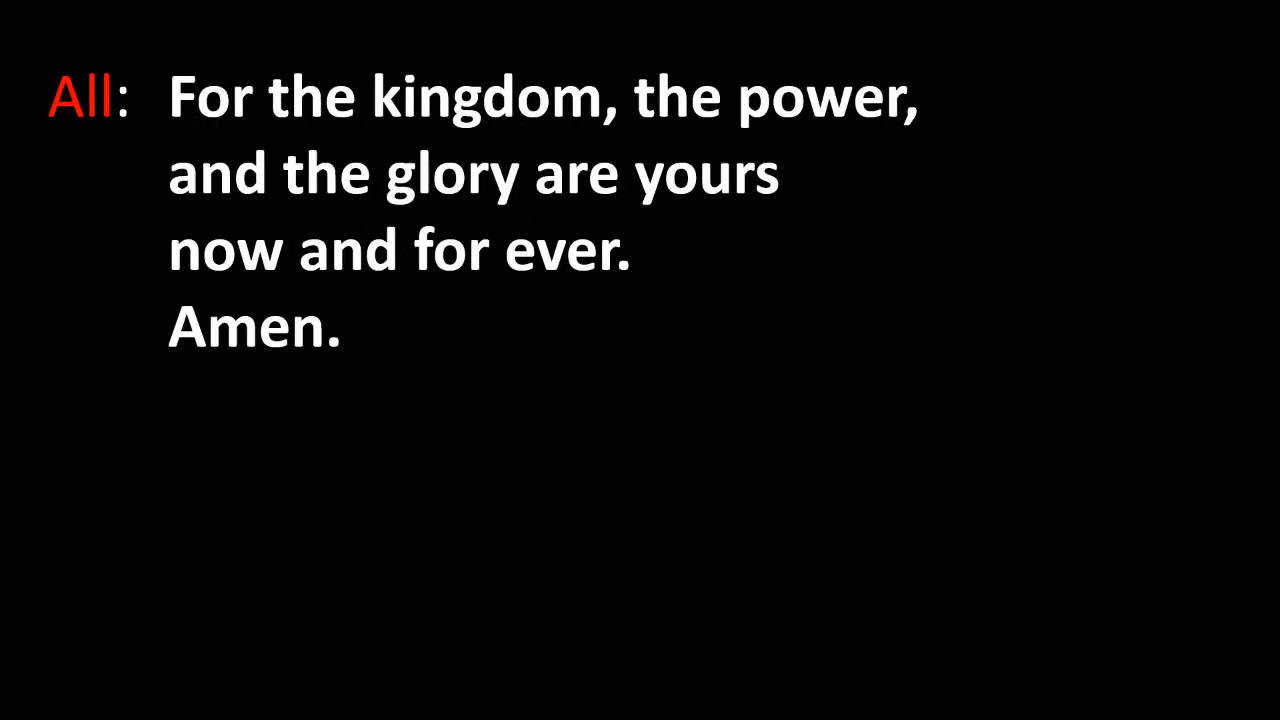 All: For the kingdom, the power,
and the glory are yours
now and for ever.
Amen.